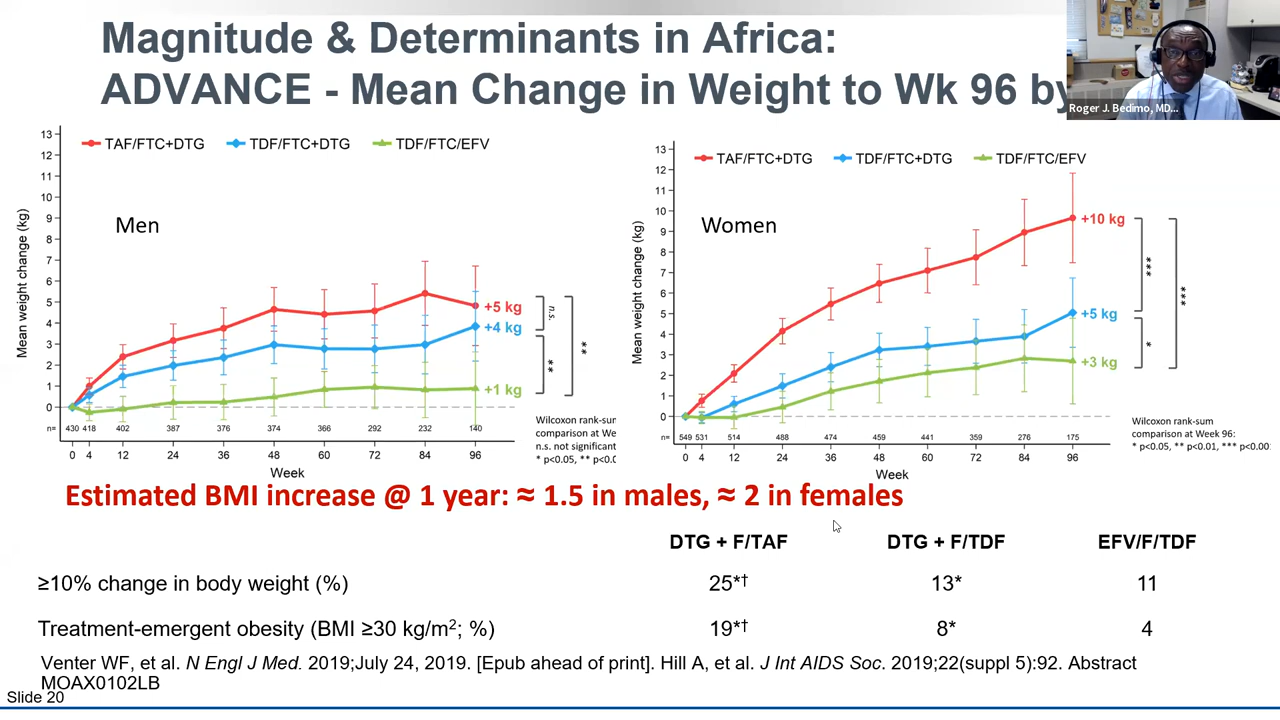 Magnitude & Determinants in Africa:
ADVANCE - Mean Change in Weight to Wk 96 by
Roger J. Bedimo, MD...
TAF/FTC+DTG TDF/FTC+DTG TDF/FTC/EFV
Men
Mean weight change (kg)
13
12
11
10
9
8
7
6
5
4
3
2
1
0
+5 kg
+4 kg
+1 kg
n.s.
**
**
n= 430 418 402 387 376 374 366 292 232 140
0 4 12 24 36 48 60 72 84 96
Week
Wilcoxon rank-sum
comparison at We
n.s. not significant
* p<0.05, ** p<0.0
TAF/FTC+DTG TDF/FTC+DTG TDF/FTC/EFV
Women
Mean weight change (kg)
13
12
11
10
9
8
7
6
5
4
3
2
1
0
+10 kg
+5 kg
+3 kg
***
*
***
n= 549 531 514 488 474 459 441 359 276 175
0 4 12 24 36 48 60 72 84 96
Week
Wilcoxon rank-sum
comparison at Week 96:
* p<0.05, ** p<0.01, *** p<0.00
Estimated BMI increase @ 1 year: ≈ 1.5 in males, ≈ 2 in females
DTG + F/TAF DTG + F/TDF EFV/F/TDF
≥10% change in body weight (%) 25*† 13* 11
Treatment-emergent obesity (BMI ≥30 kg/m²; %) 19*† 8* 4
Venter WF, et al. N Engl J Med. 2019;July 24, 2019. [Epub ahead of print]. Hill A, et al. J Int AIDS Soc. 2019;22(suppl 5):92. Abstract
MOAX0102LB
Slide 20